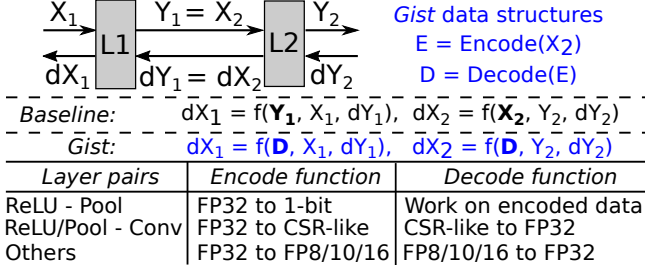 X₁ Y₁ = X₂ Y₂
L1 L2
dX₁ dY₁ = dX₂ dY₂
Gist data structures
E = Encode(X₂)
D = Decode(E)
Baseline: dX₁ = f(Y₁, X₁, dY₁), dX₂ = f(X₂, Y₂, dY₂)
Gist: dX₁ = f(D, X₁, dY₁), dX₂ = f(D, Y₂, dY₂)
Layer pairs Encode function Decode function
ReLU - Pool FP32 to 1-bit Work on encoded data
ReLU/Pool - Conv FP32 to CSR-like CSR-like to FP32
Others FP32 to FP8/10/16 FP8/10/16 to FP32